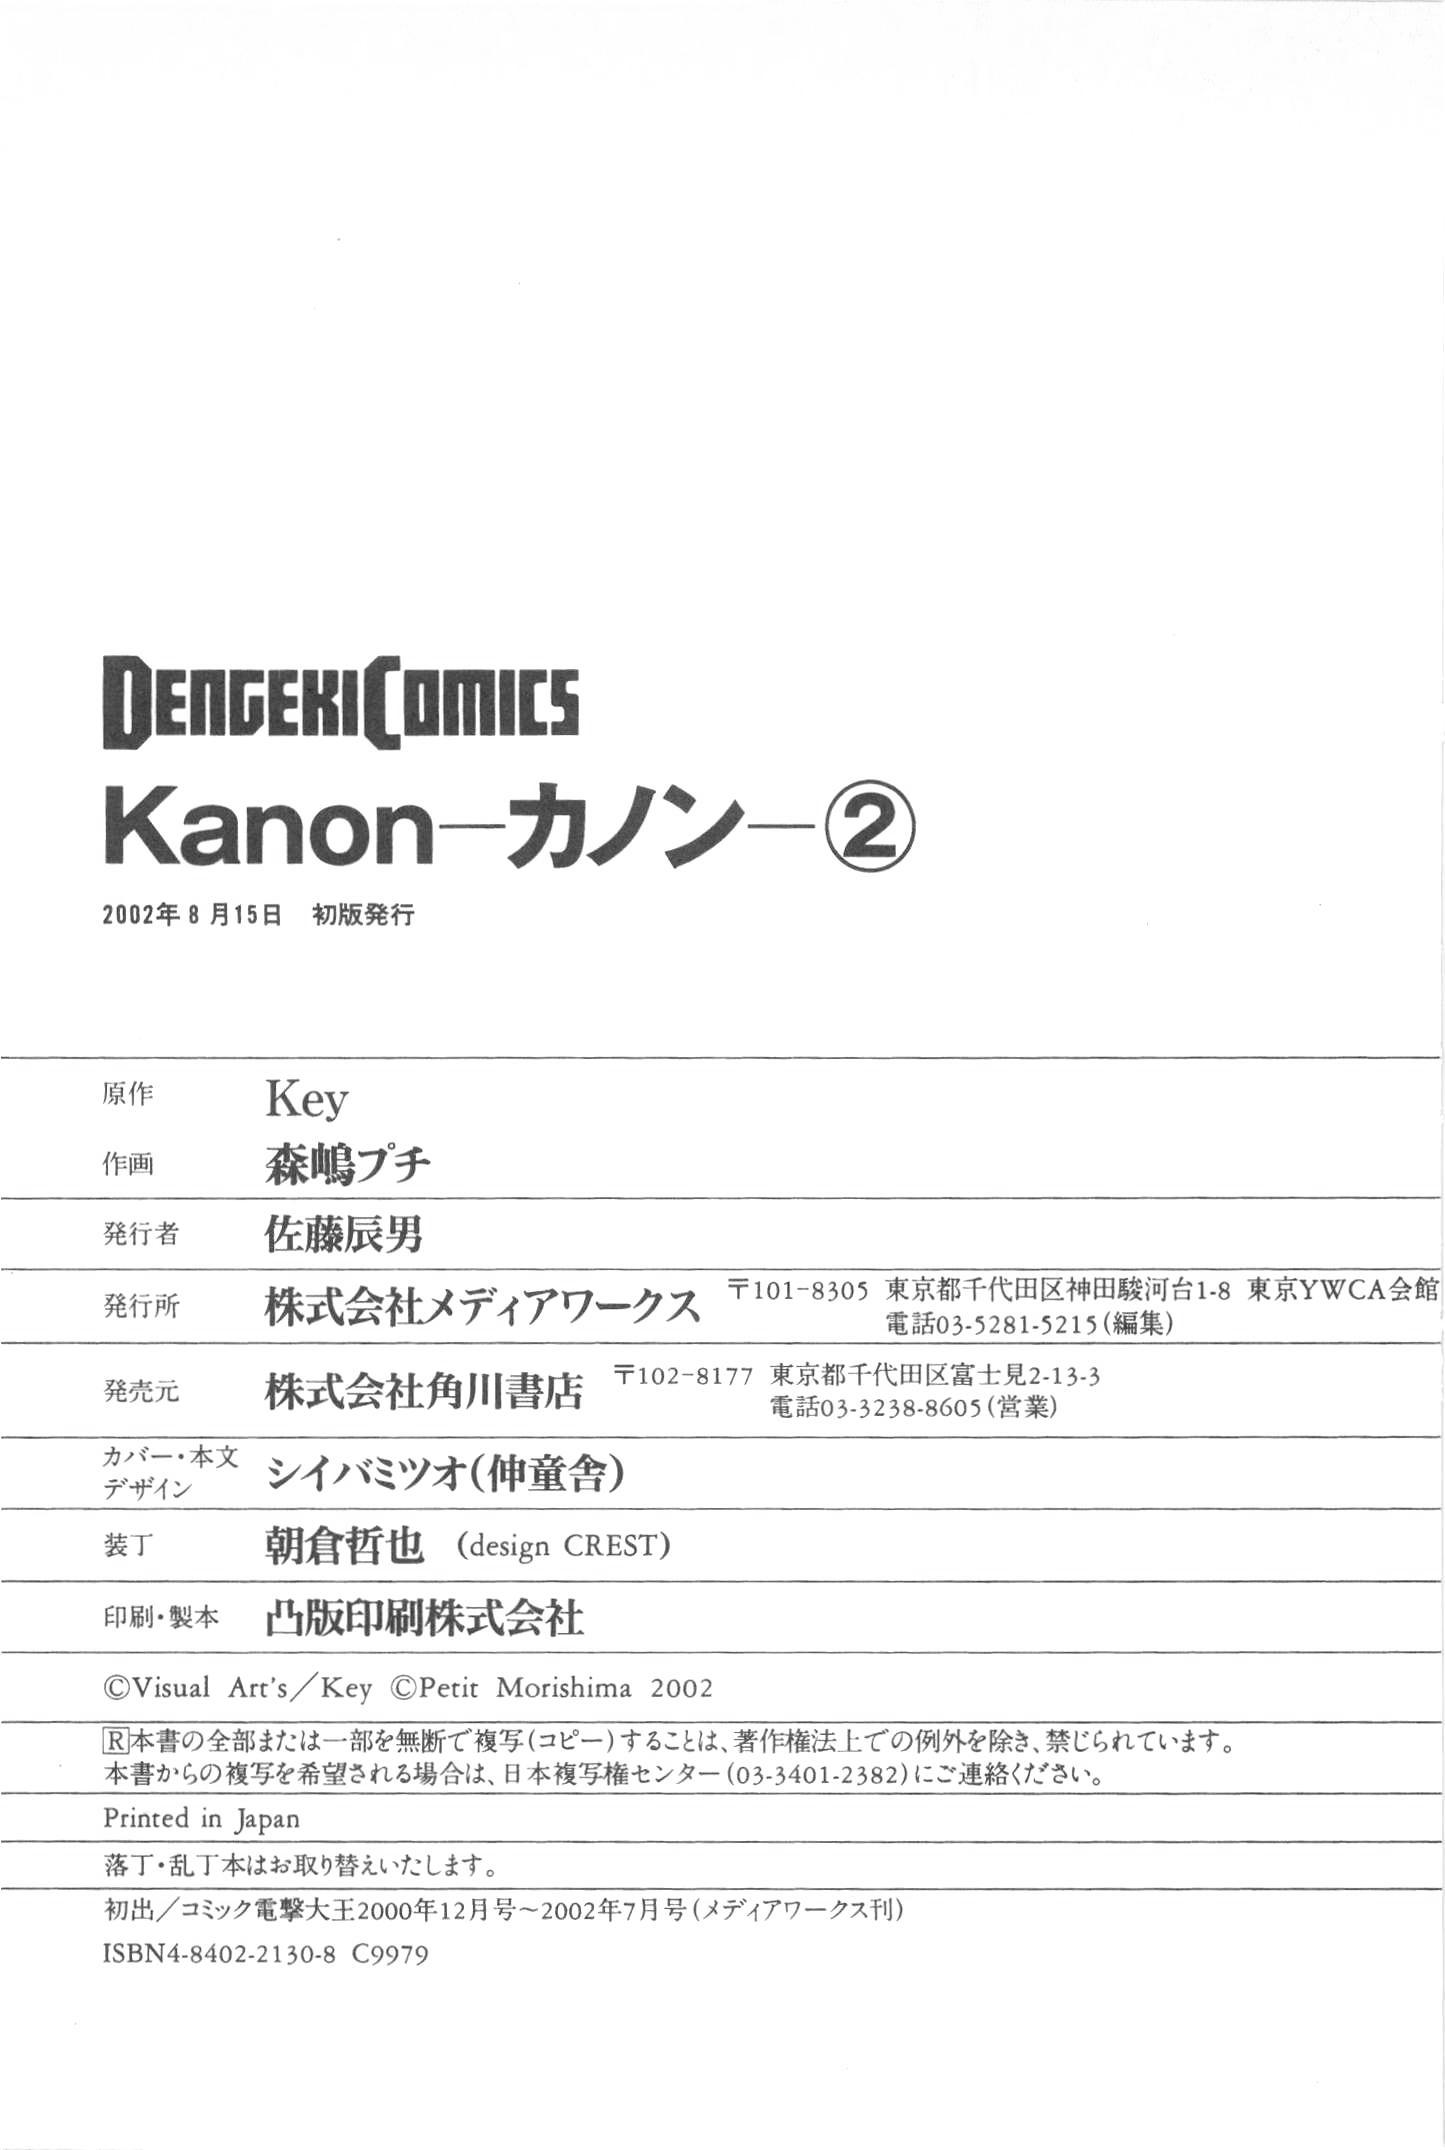 DENGEKI COMICS
Kanon—カノン—②
2002年8月15日 初版発行
原作 Key
作画 森嶋プチ
発行者 佐藤辰男
発行所 株式会社メディアワークス 〒101-8305 東京都千代田区神田駿河台1-8 東京YWCA会館
電話03-5281-5215(編集)
発売元 株式会社角川書店 〒102-8177 東京都千代田区富士見2-13-3
電話03-3238-8605(営業)
カバー・本文
デザイン シイバミツオ(伸童舎)
装丁 朝倉哲也 (design CREST)
印刷・製本 凸版印刷株式会社
©Visual Art's／Key ©Petit Morishima 2002
R本書の全部または一部を無断で複写(コピー)することは、著作権法上での例外を除き、禁じられています。
本書からの複写を希望される場合は、日本複写権センター(03-3401-2382)にご連絡ください。
Printed in Japan
落丁・乱丁本はお取り替えいたします。
初出／コミック電撃大王2000年12月号～2002年7月号(メディアワークス刊)
ISBN4-8402-2130-8 C9979